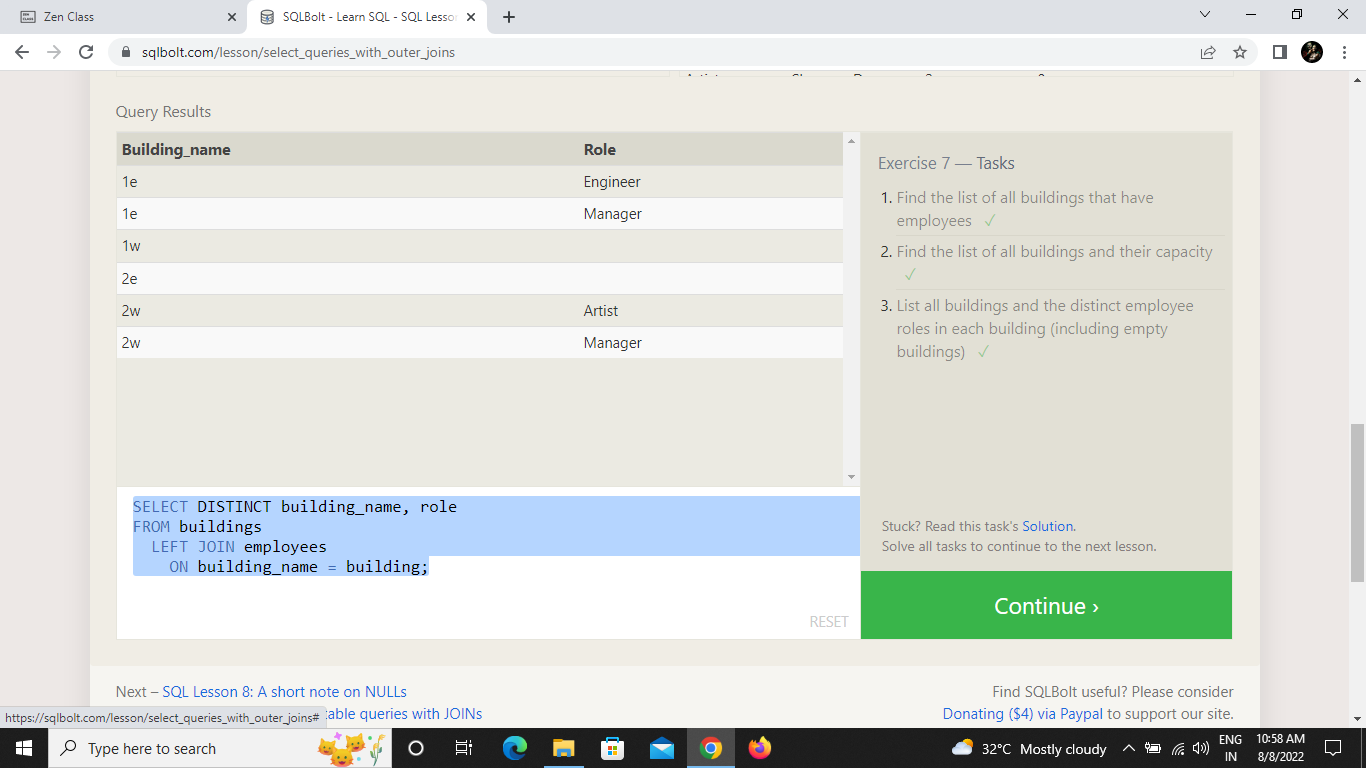 Zen Class
SQLBolt - Learn SQL - SQL Lesson
sqlbolt.com/lesson/select_queries_with_outer_joins
Query Results
Building_name Role
1e Engineer
1e Manager
1w
2e
2w Artist
2w Manager
Exercise 7 — Tasks
1. Find the list of all buildings that have
employees ✓
2. Find the list of all buildings and their capacity
✓
3. List all buildings and the distinct employee
roles in each building (including empty
buildings) ✓
SELECT DISTINCT building_name, role
FROM buildings
LEFT JOIN employees
ON building_name = building;
RESET
Stuck? Read this task's Solution.
Solve all tasks to continue to the next lesson.
Continue ›
Next – SQL Lesson 8: A short note on NULLs
table queries with JOINs
Find SQLBolt useful? Please consider
Donating ($4) via Paypal to support our site.
https://sqlbolt.com/lesson/select_queries_with_outer_joins#
Type here to search
32°C Mostly cloudy
ENG
IN
10:58 AM
8/8/2022